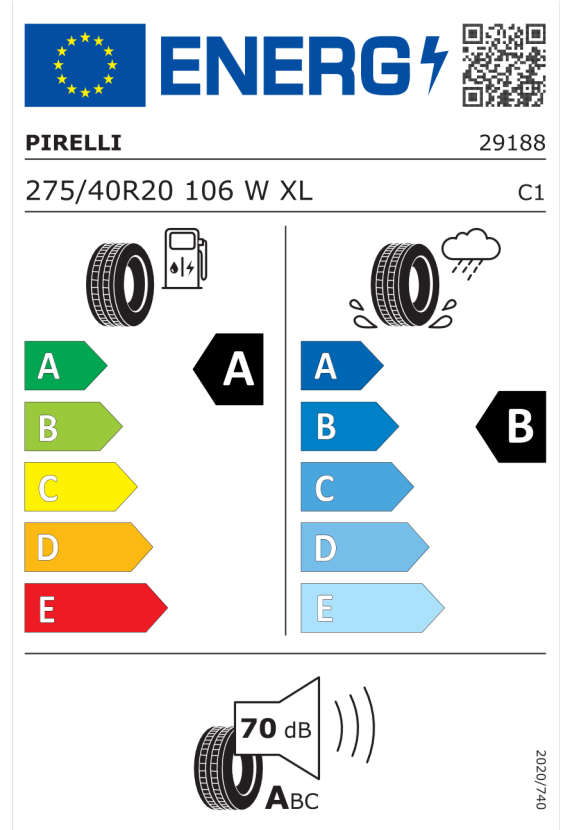 ENERG
PIRELLI 29188
275/40R20 106 W XL C1
A A
B
C
D
E
A
B B
C
D
E
70 dB
ABC
2020/740